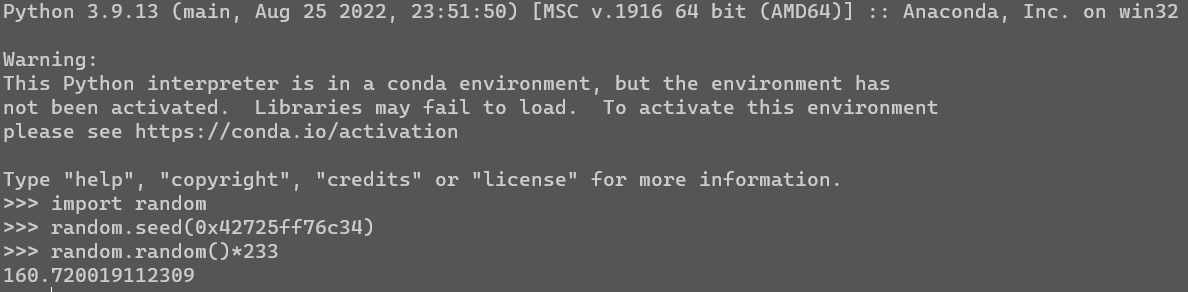 Python 3.9.13 (main, Aug 25 2022, 23:51:50) [MSC v.1916 64 bit (AMD64)] :: Anaconda, Inc. on win32
Warning:
This Python interpreter is in a conda environment, but the environment has
not been activated.  Libraries may fail to load.  To activate this environment
please see https://conda.io/activation
Type "help", "copyright", "credits" or "license" for more information.
>>> import random
>>> random.seed(0x42725ff76c34)
>>> random.random()*233
160.720019112309